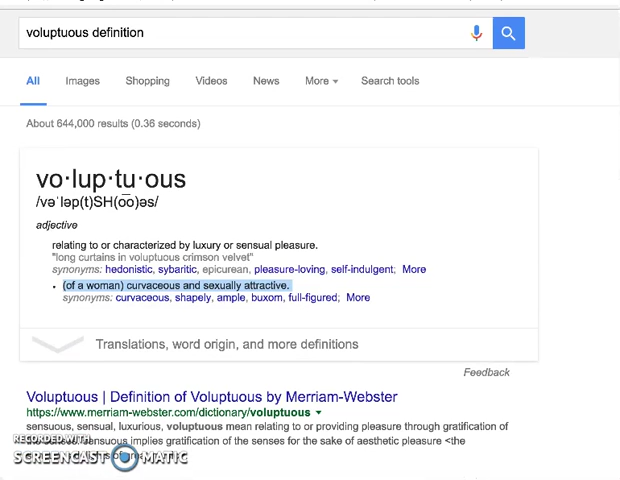 voluptuous definition
All Images Shopping Videos News More Search tools
About 644,000 results (0.36 seconds)
vo·lup·tu·ous
/vəˈləp(t)SH(o͞o)əs/
adjective
relating to or characterized by luxury or sensual pleasure.
"long curtains in voluptuous crimson velvet"
synonyms: hedonistic, sybaritic, epicurean, pleasure-loving, self-indulgent; More
• (of a woman) curvaceous and sexually attractive.
synonyms: curvaceous, shapely, ample, buxom, full-figured; More
Translations, word origin, and more definitions
Feedback
Voluptuous | Definition of Voluptuous by Merriam-Webster
https://www.merriam-webster.com/dictionary/voluptuous
sensuous, sensual, luxurious, voluptuous mean relating to or providing pleasure through gratification of
sensuous implies gratification of the senses for the sake of aesthetic pleasure <the
RECORDED WITH
SCREENCAST MATIC